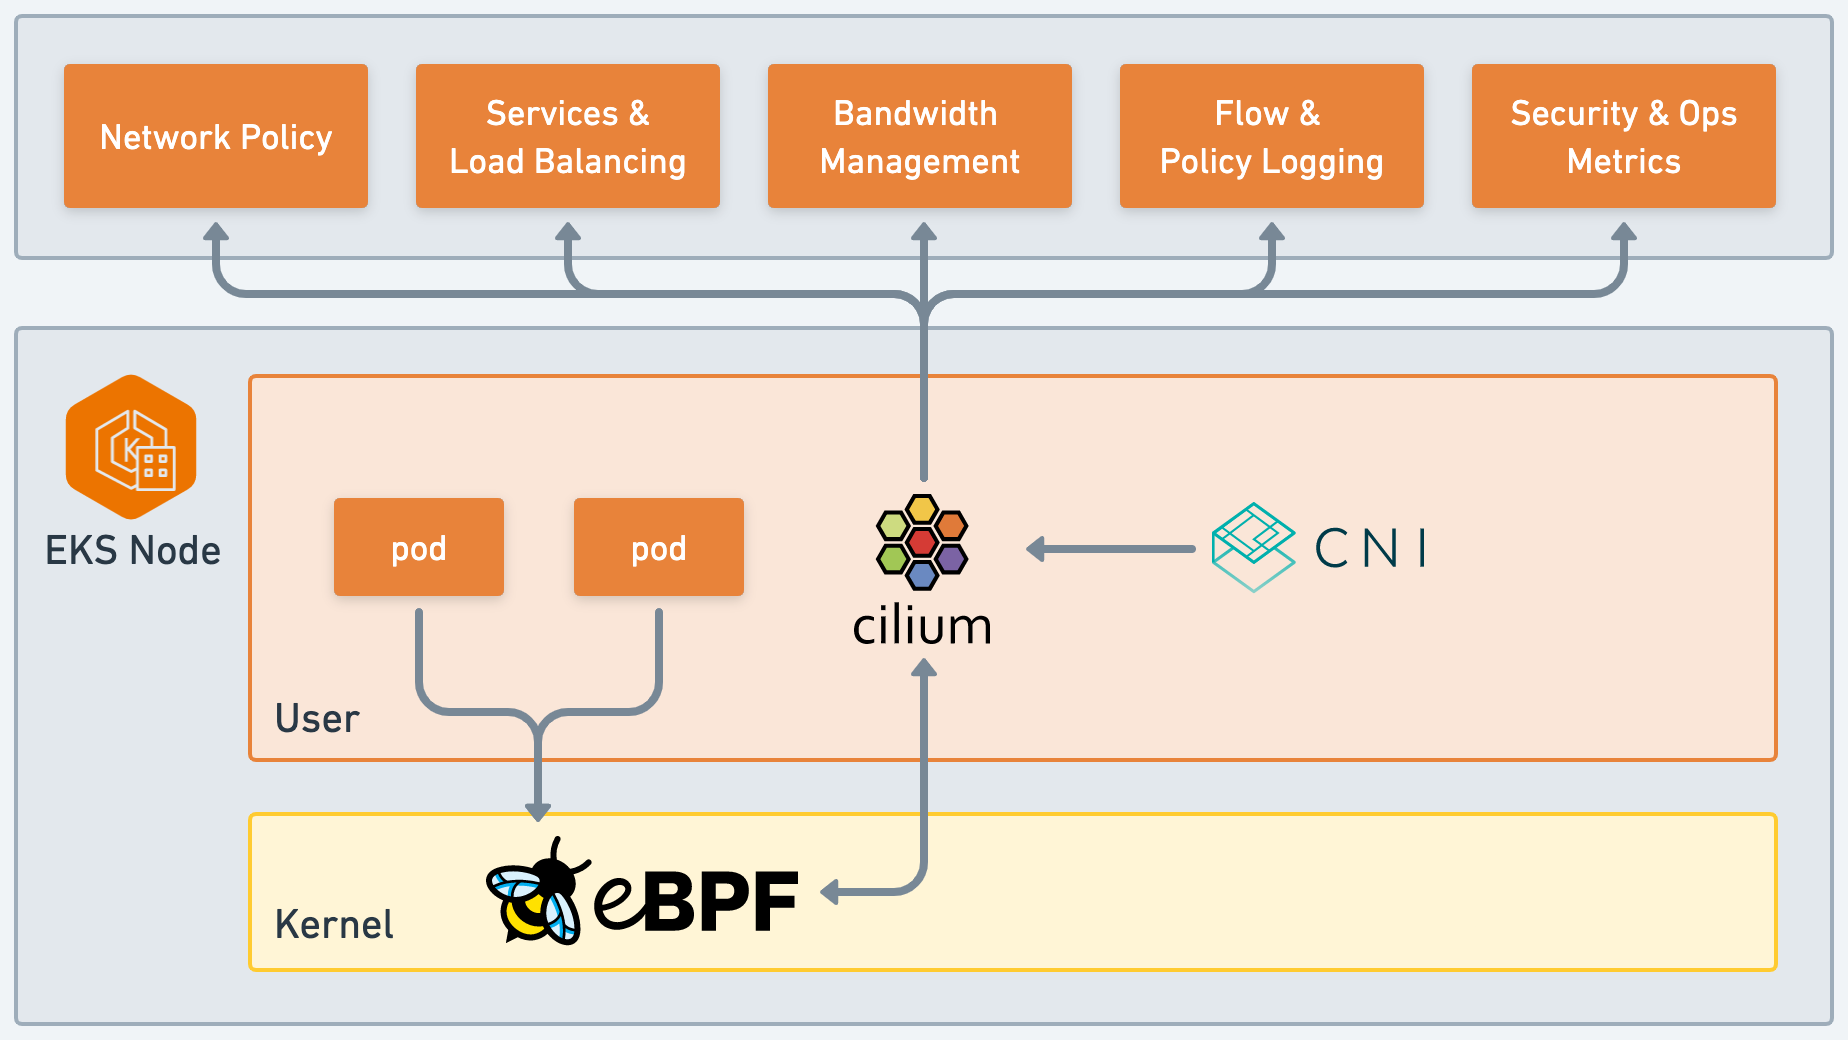 Network Policy
Services &
Load Balancing
Bandwidth
Management
Flow &
Policy Logging
Security & Ops
Metrics
K
EKS Node
pod
pod
cilium
CNI
User
Kernel
eBPF